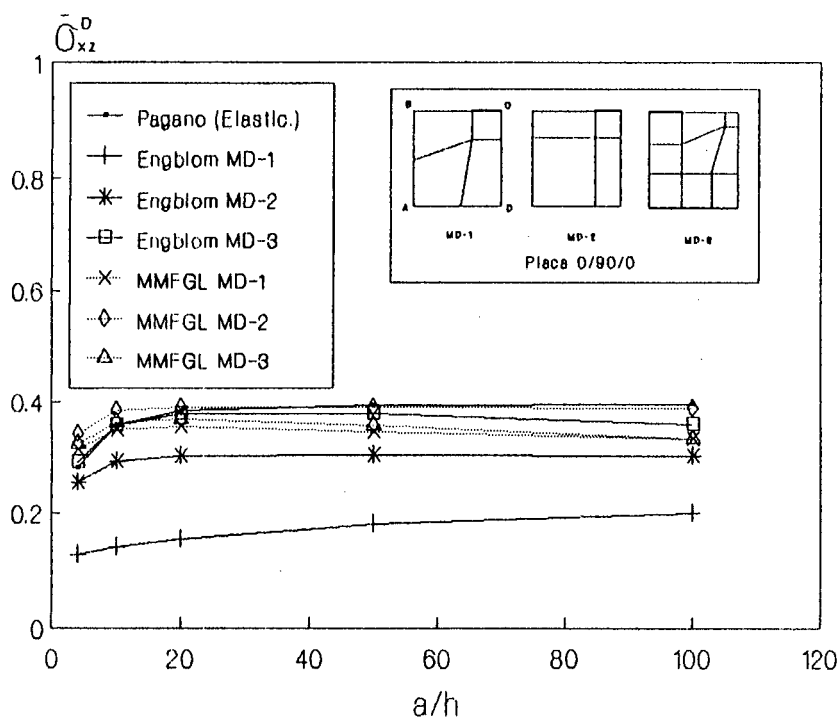 σ̄xz D
1
0.8
0.6
0.4
0.2
0
0 20 40 60 80 100 120
a/h
Pagano (Elastic.)
Engblom MD-1
Engblom MD-2
Engblom MD-3
MMFGL MD-1
MMFGL MD-2
MMFGL MD-3
B
A D
MD-1
Placa 0/90/0